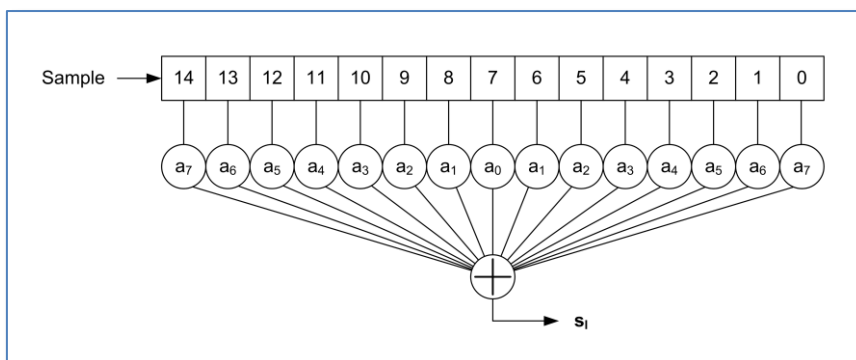 Sample 14 13 12 11 10 9 8 7 6 5 4 3 2 1 0
a₇ a₆ a₅ a₄ a₃ a₂ a₁ a₀ a₁ a₂ a₃ a₄ a₅ a₆ a₇
sₗ